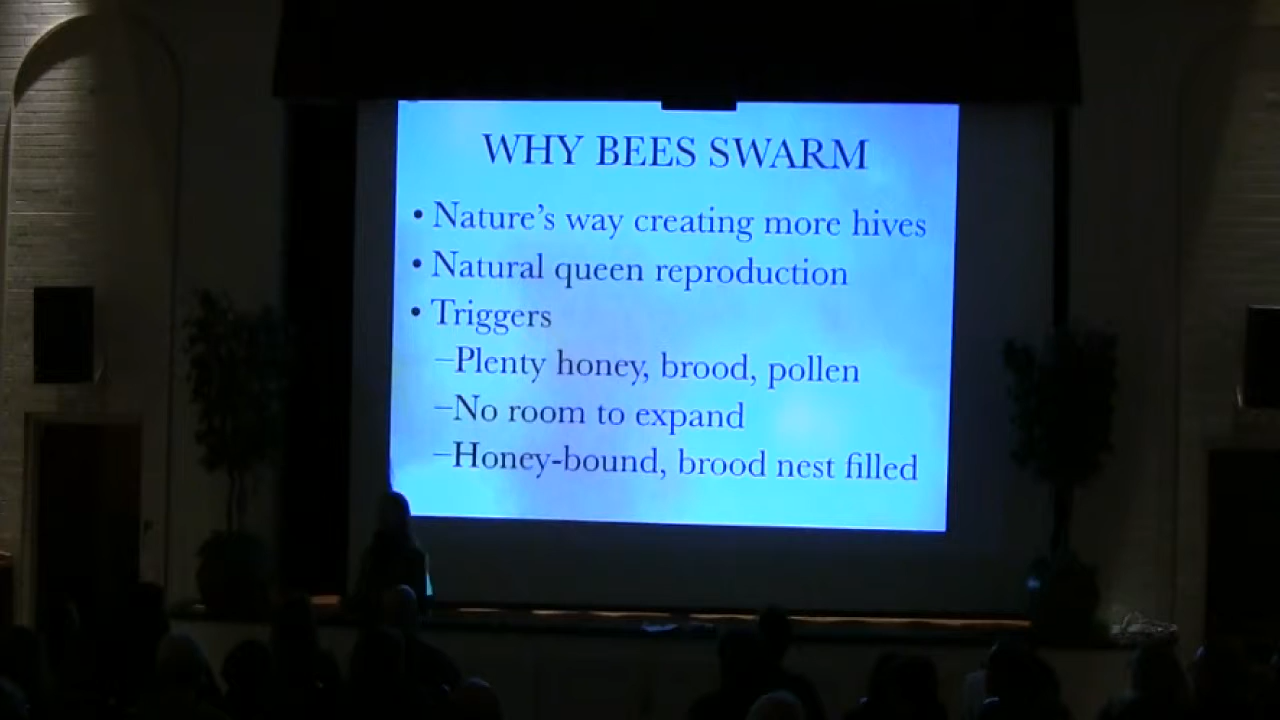 WHY BEES SWARM
• Nature's way creating more hives
• Natural queen reproduction
• Triggers
–Plenty honey, brood, pollen
–No room to expand
–Honey-bound, brood nest filled